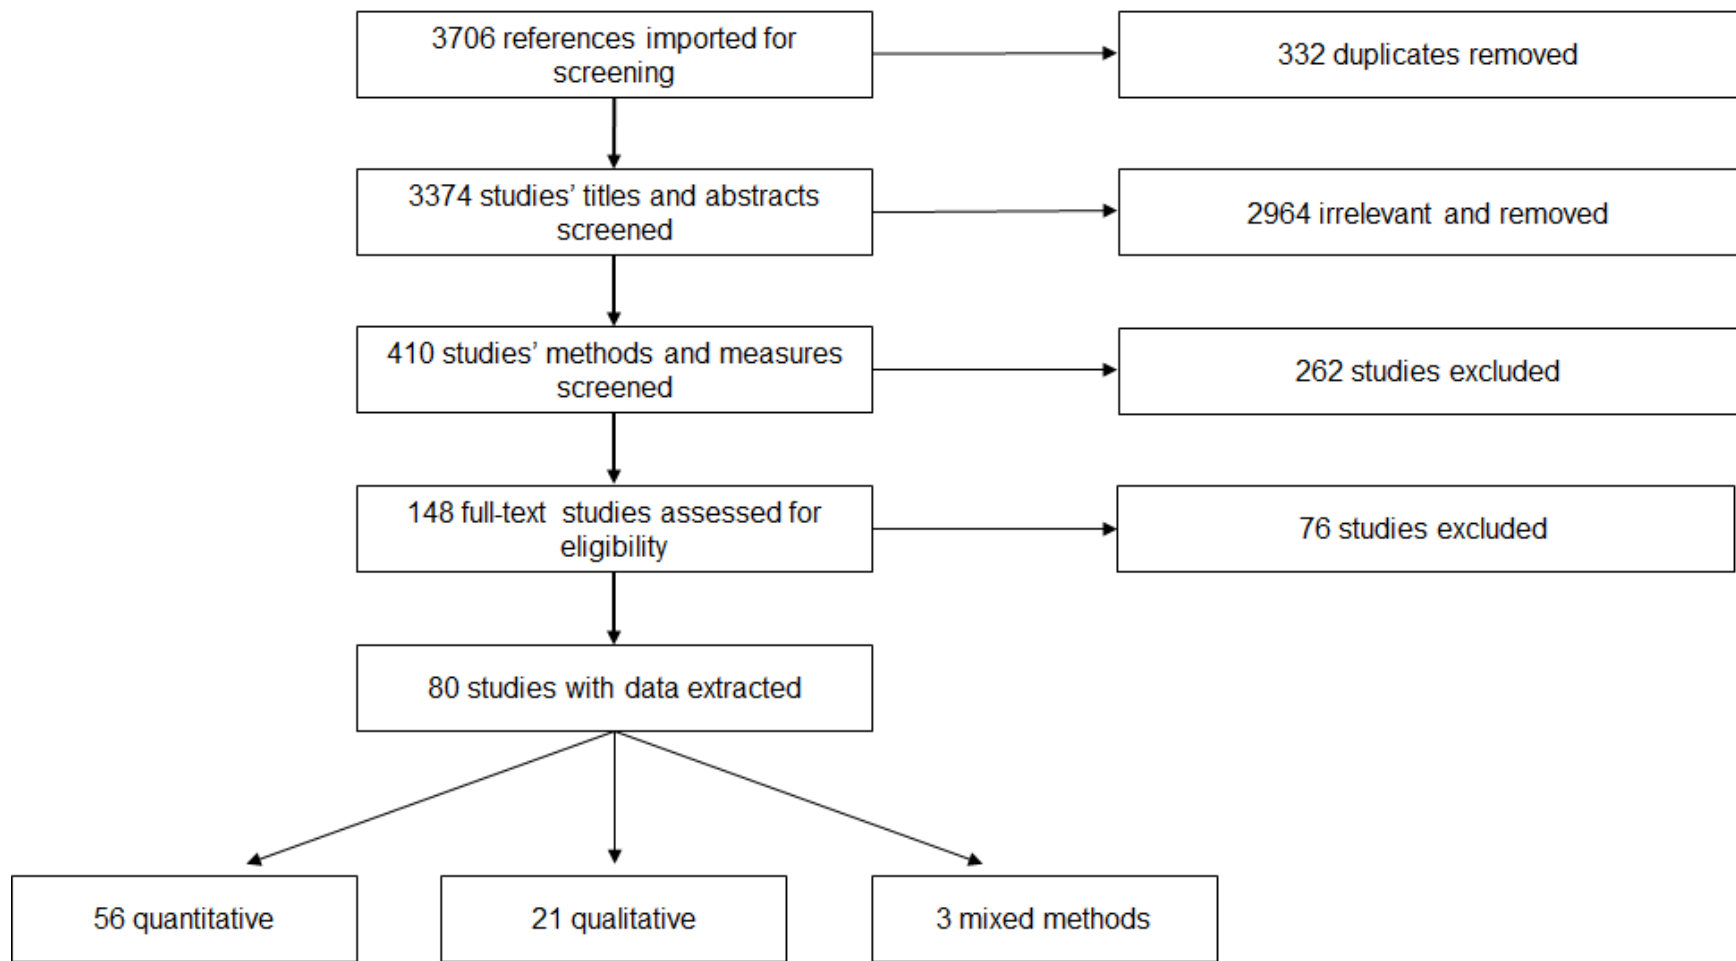 3706 references imported for
screening
332 duplicates removed
3374 studies’ titles and abstracts
screened
2964 irrelevant and removed
410 studies’ methods and measures
screened
262 studies excluded
148 full-text studies assessed for
eligibility
76 studies excluded
80 studies with data extracted
56 quantitative
21 qualitative
3 mixed methods